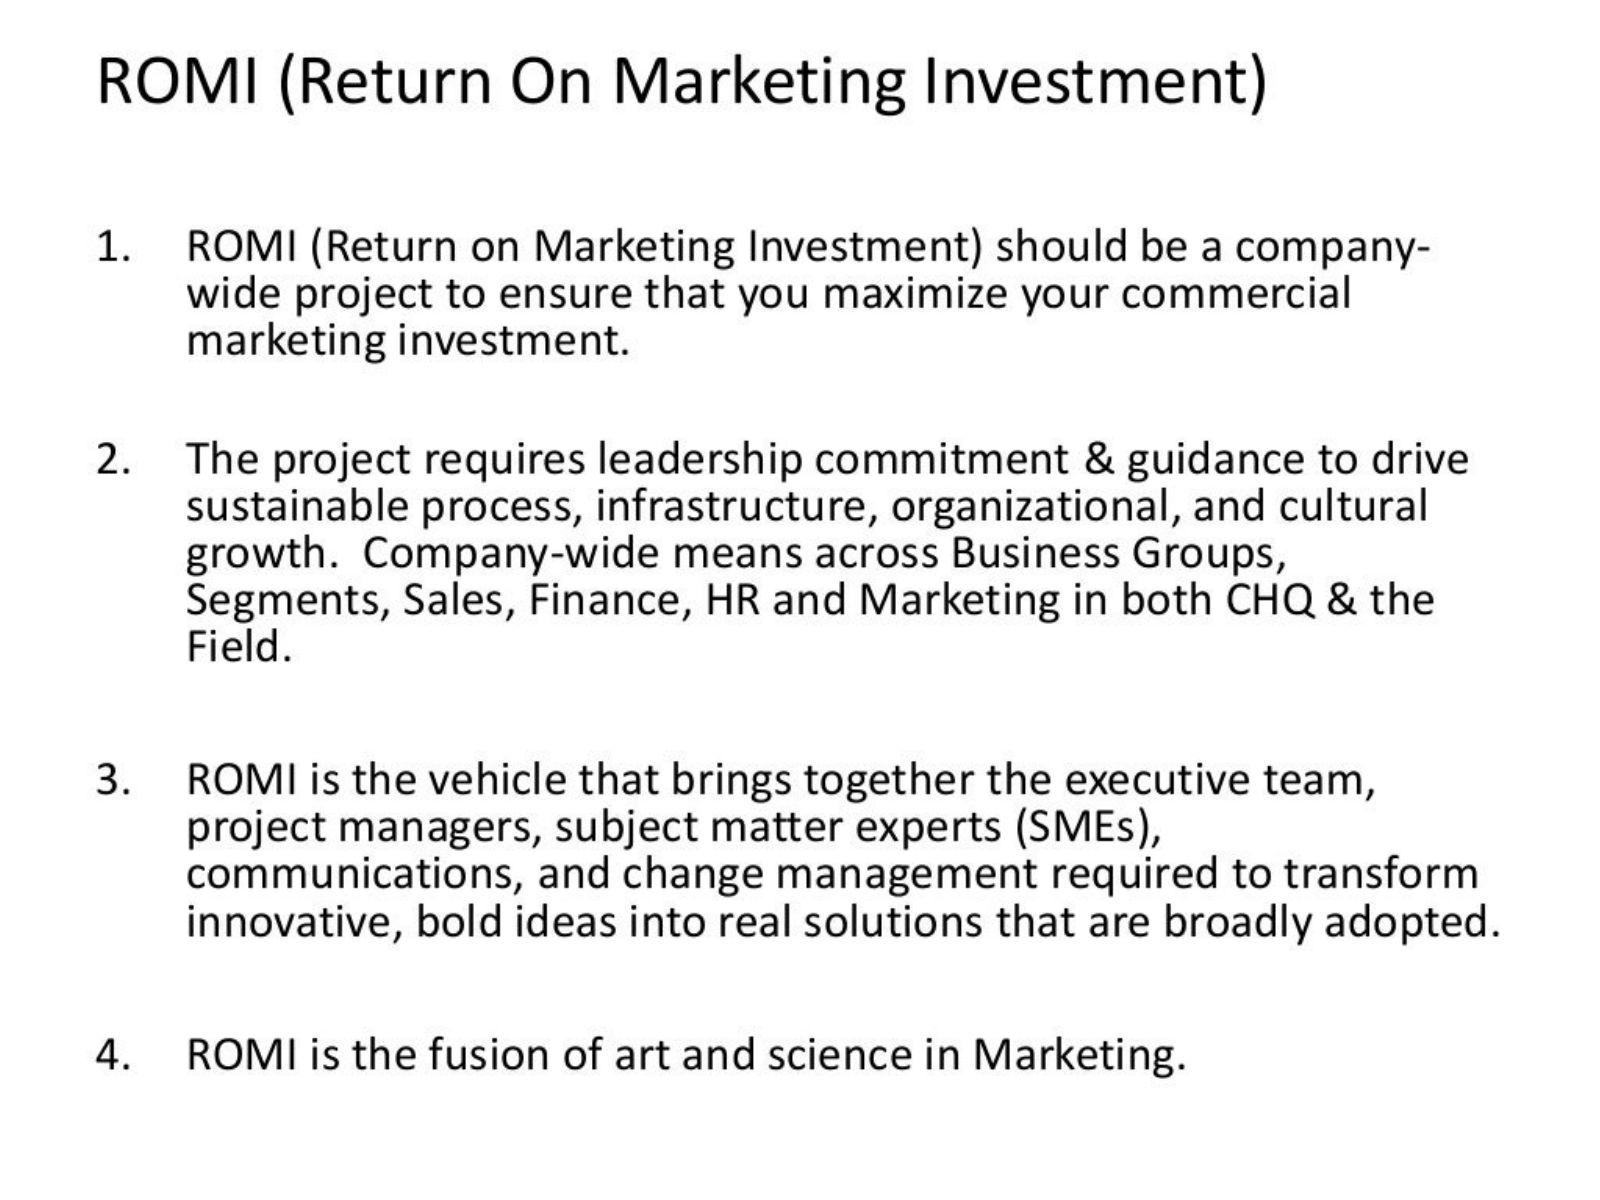 ROMI (Return On Marketing Investment)
1. ROMI (Return on Marketing Investment) should be a company-
wide project to ensure that you maximize your commercial
marketing investment.
2. The project requires leadership commitment & guidance to drive
sustainable process, infrastructure, organizational, and cultural
growth.  Company-wide means across Business Groups,
Segments, Sales, Finance, HR and Marketing in both CHQ & the
Field.
3. ROMI is the vehicle that brings together the executive team,
project managers, subject matter experts (SMEs),
communications, and change management required to transform
innovative, bold ideas into real solutions that are broadly adopted.
4. ROMI is the fusion of art and science in Marketing.